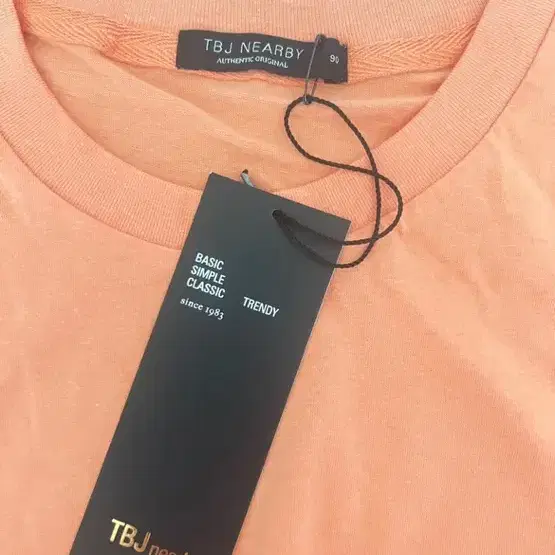 TBJ NEARBY
AUTHENTIC ORIGINAL
90
BASIC
SIMPLE
CLASSIC TRENDY
since 1983
TBJ